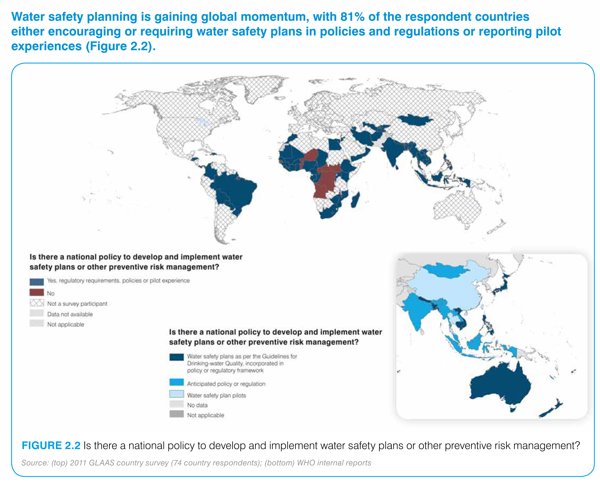 Water safety planning is gaining global momentum, with 81% of the respondent countries
either encouraging or requiring water safety plans in policies and regulations or reporting pilot
experiences (Figure 2.2).
Is there a national policy to develop and implement water
safety plans or other preventive risk management?
Yes, regulatory requirements, policies or pilot experience
No
Not a survey participant
Data not available
Not applicable
Is there a national policy to develop and implement water
safety plans or other preventive risk management?
Water safety plans as per the Guidelines for
Drinking-water Quality, incorporated in
policy or regulatory framework
Anticipated policy or regulation
Water safety plan pilots
No data
Not applicable
FIGURE 2.2 Is there a national policy to develop and implement water safety plans or other preventive risk management?
Source: (top) 2011 GLAAS country survey (74 country respondents); (bottom) WHO internal reports